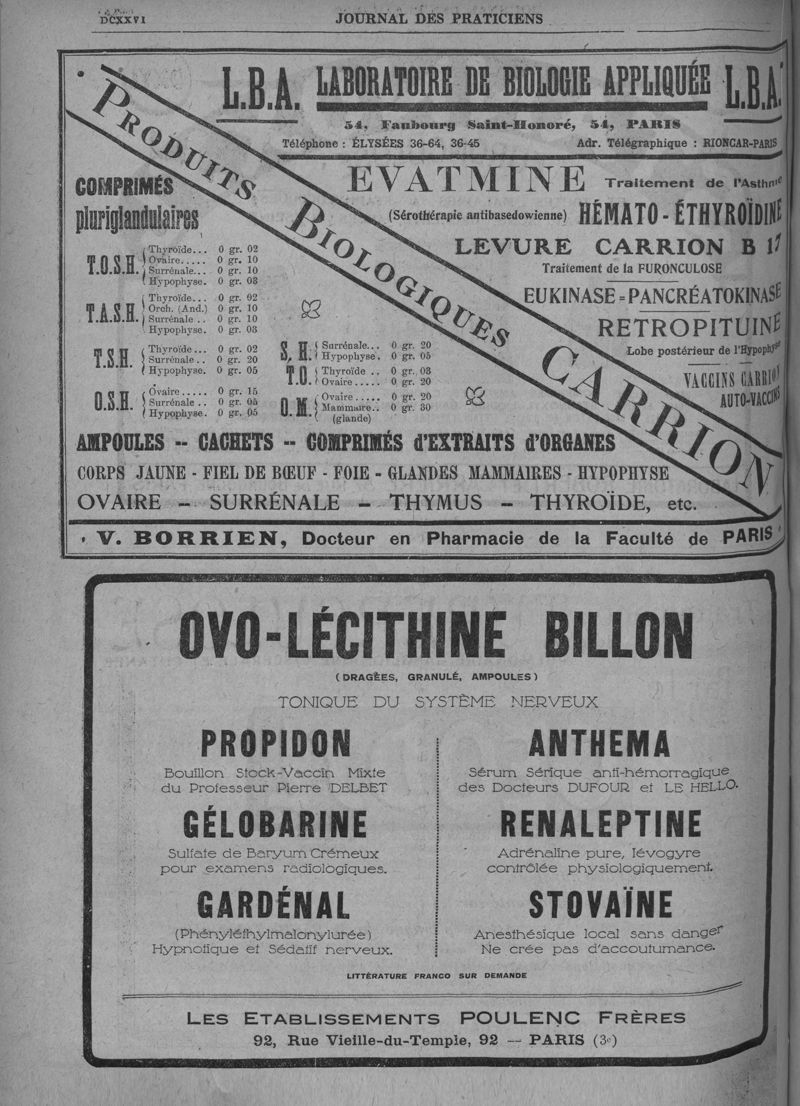 DCXXVI
JOURNAL DES PRATICIENS
L.B.A. LABORATOIRE DE BIOLOGIE APPLIQUÉE L.B.A.
54, Faubourg Saint-Honoré, 54, PARIS
Téléphone : ÉLYSÉES 36-64, 36-45 Adr. Télégraphique : RIONCAR-PARIS
PRODUITS BIOLOGIQUES CARRION
EVATMINE Traitement de l'Asthme
(Sérothérapie antibasedowienne) HÉMATO-ÉTHYROÏDINE
LEVURE CARRION B 17
Traitement de la FURONCULOSE
EUKINASE = PANCRÉATOKINASE
RETROPITUINE
Lobe postérieur de l'Hypophyse
VACCINS CARRION
AUTO-VACCINS
COMPRIMÉS
pluriglandulaires
T.O.S.H.
Thyroïde... 0 gr. 02
Ovaire..... 0 gr. 10
Surrénale.. 0 gr. 10
Hypophyse. 0 gr. 03
T.A.S.H.
Thyroïde... 0 gr. 02
Orch. (And.) 0 gr. 10
Surrénale .. 0 gr. 10
Hypophyse. 0 gr. 03
T.S.H.
Thyroïde... 0 gr. 02
Surrénale.. 0 gr. 20
Hypophyse. 0 gr. 05
O.S.H.
Ovaire..... 0 gr. 15
Surrénale .. 0 gr. 05
Hypophyse. 0 gr. 05
S. H.
Surrénale.. 0 gr. 20
Hypophyse. 0 gr. 05
T.O.
Thyroïde .. 0 gr. 03
Ovaire..... 0 gr. 20
O.M.
Ovaire..... 0 gr. 20
Mammaire.. 0 gr. 30
(glande)
AMPOULES -- CACHETS -- COMPRIMÉS d'EXTRAITS d'ORGANES
CORPS JAUNE - FIEL DE BŒUF - FOIE - GLANDES MAMMAIRES - HYPOPHYSE
OVAIRE – SURRÉNALE – THYMUS – THYROÏDE, etc.
V. BORRIEN, Docteur en Pharmacie de la Faculté de PARIS
OVO-LÉCITHINE BILLON
(DRAGÉES, GRANULÉ, AMPOULES)
TONIQUE DU SYSTÈME NERVEUX
PROPIDON
Bouillon Stock-Vaccin Mixte
du Professeur Pierre DELBET
GÉLOBARINE
Sulfate de Baryum Crémeux
pour examens radiologiques.
GARDÉNAL
(Phényléthylmalonylurée)
Hypnotique et Sédatif nerveux.
ANTHEMA
Sérum Sérique anti-hémorragique
des Docteurs DUFOUR et LE HELLO.
RENALEPTINE
Adrénaline pure, lévogyre
contrôlée physiologiquement.
STOVAÏNE
Anesthésique local sans danger
Ne crée pas d'accoutumance.
LITTÉRATURE FRANCO SUR DEMANDE
LES ETABLISSEMENTS POULENC FRÈRES
92, Rue Vieille-du-Temple, 92 — PARIS (3e)